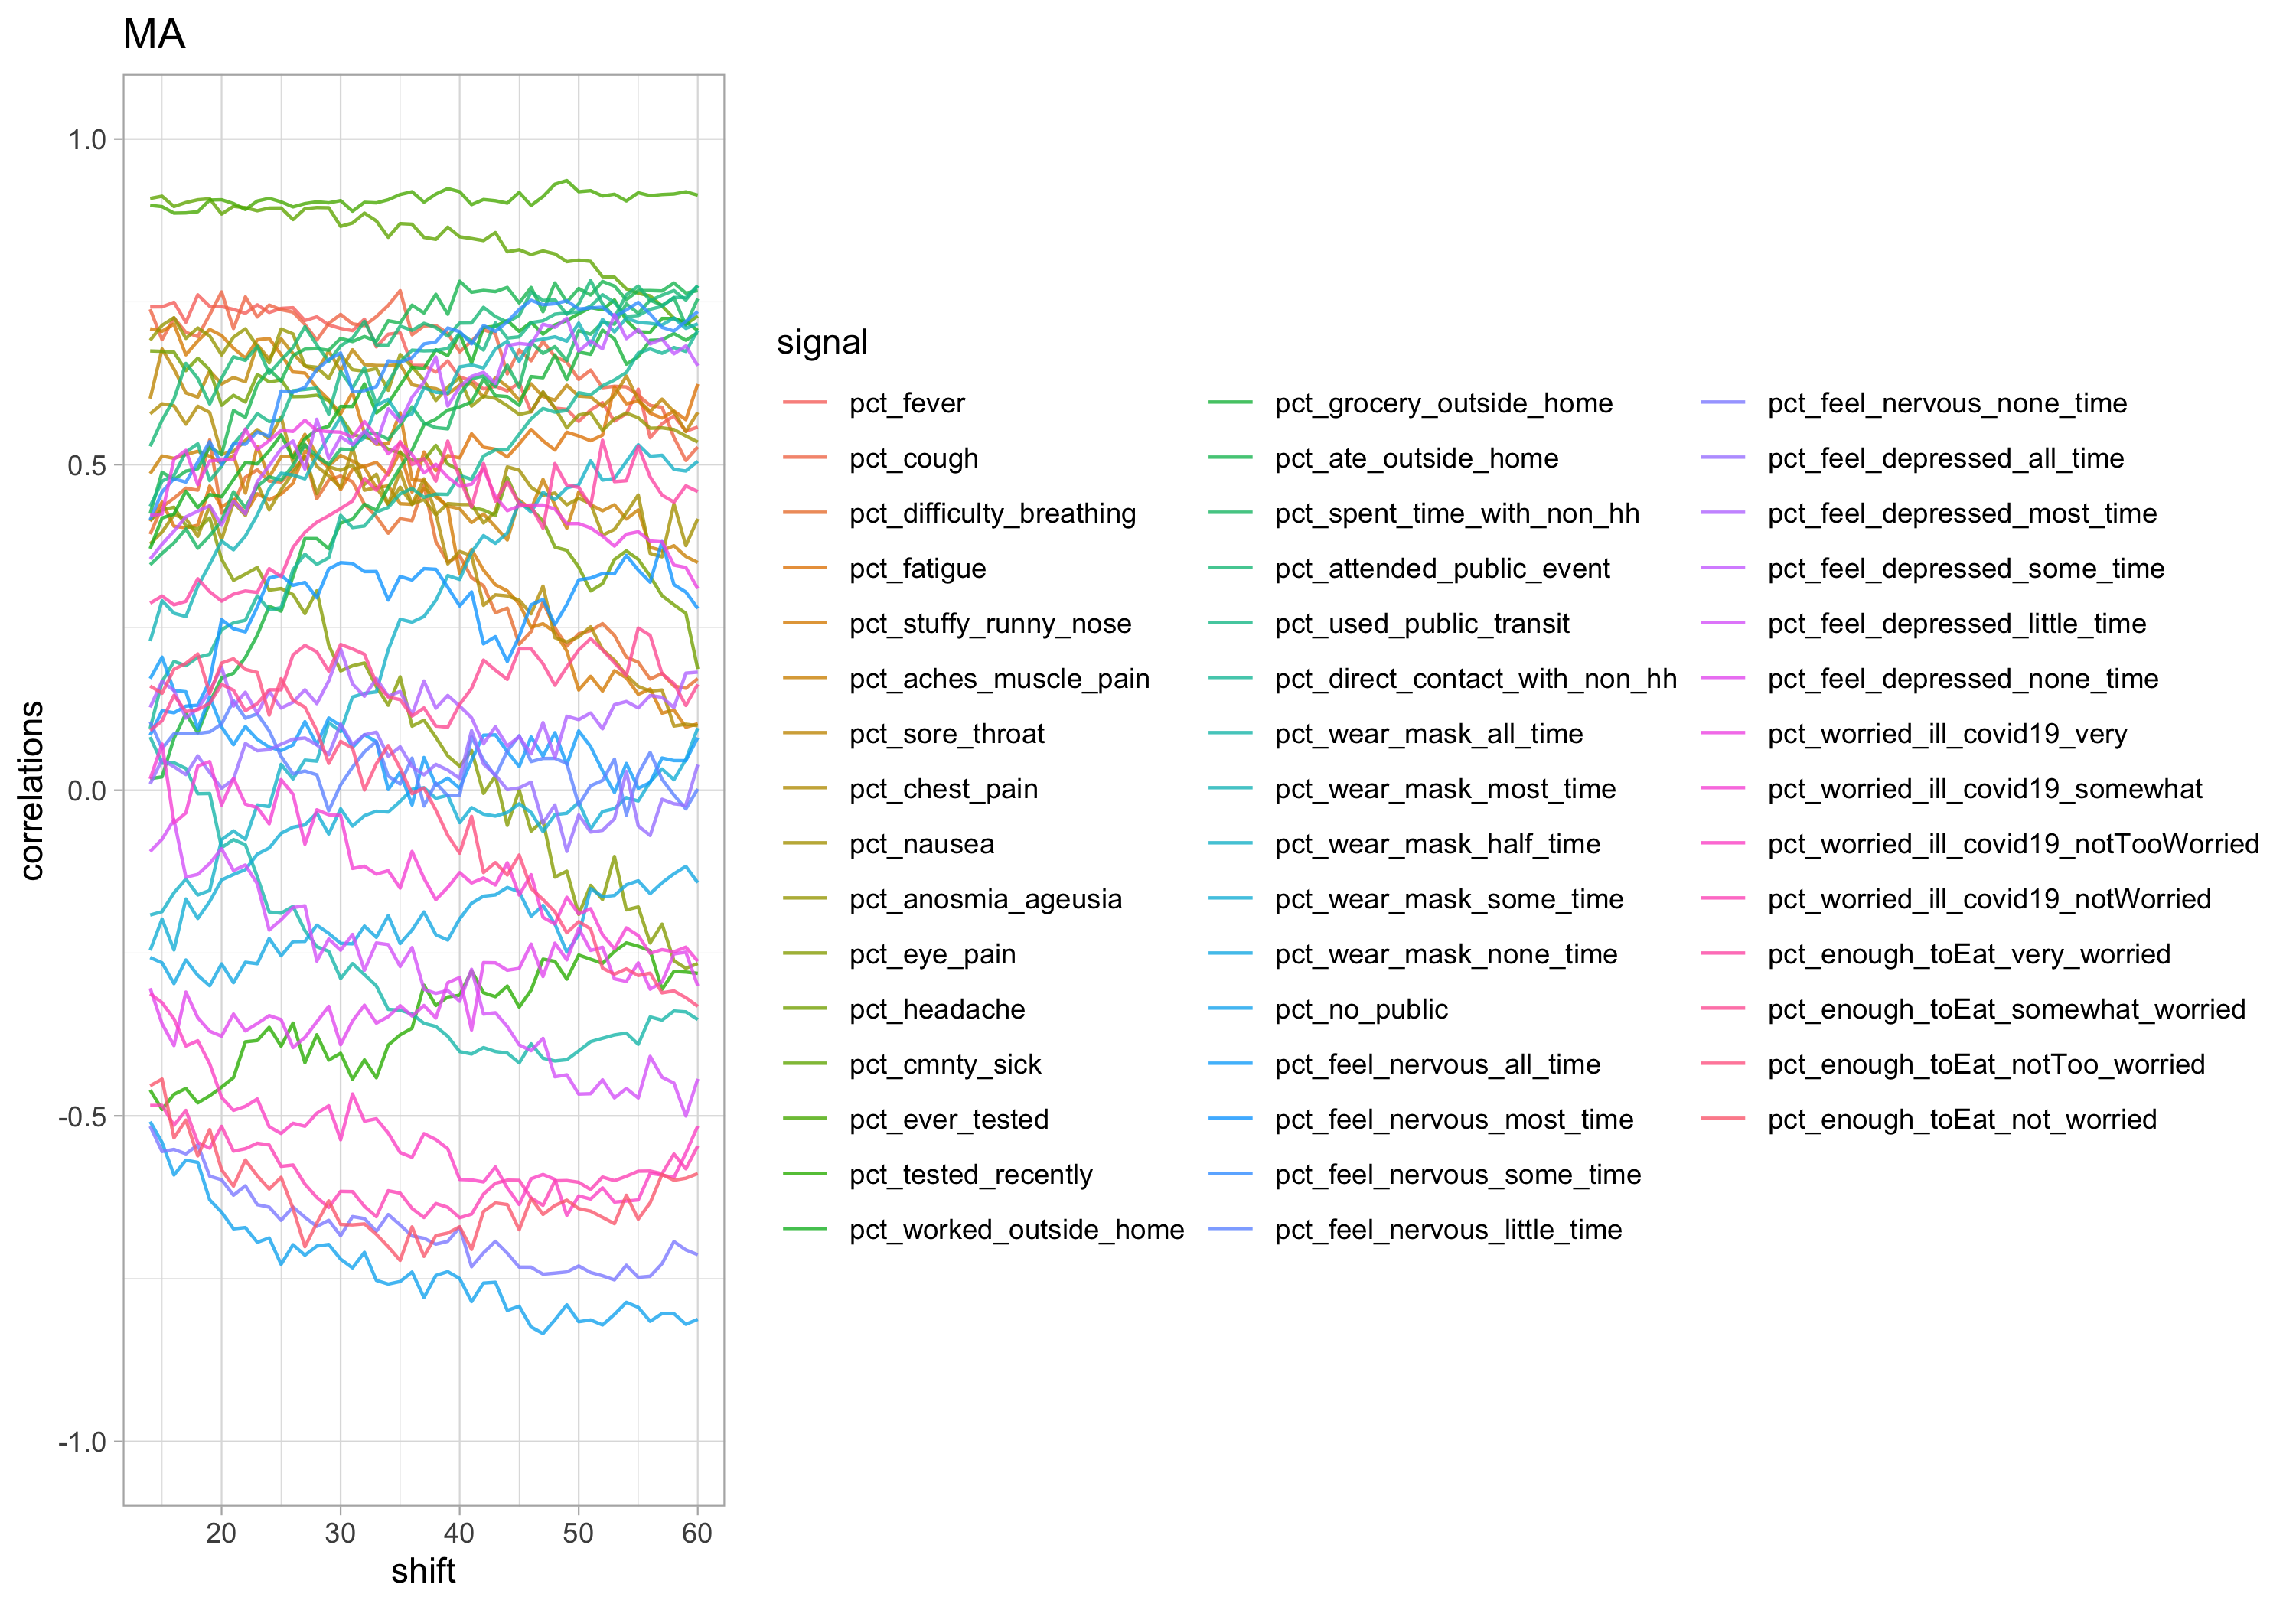 MA
correlations
1.0
0.5
0.0
-0.5
-1.0
20 30 40 50 60
shift
signal
pct_fever
pct_cough
pct_difficulty_breathing
pct_fatigue
pct_stuffy_runny_nose
pct_aches_muscle_pain
pct_sore_throat
pct_chest_pain
pct_nausea
pct_anosmia_ageusia
pct_eye_pain
pct_headache
pct_cmnty_sick
pct_ever_tested
pct_tested_recently
pct_worked_outside_home
pct_grocery_outside_home
pct_ate_outside_home
pct_spent_time_with_non_hh
pct_attended_public_event
pct_used_public_transit
pct_direct_contact_with_non_hh
pct_wear_mask_all_time
pct_wear_mask_most_time
pct_wear_mask_half_time
pct_wear_mask_some_time
pct_wear_mask_none_time
pct_no_public
pct_feel_nervous_all_time
pct_feel_nervous_most_time
pct_feel_nervous_some_time
pct_feel_nervous_little_time
pct_feel_nervous_none_time
pct_feel_depressed_all_time
pct_feel_depressed_most_time
pct_feel_depressed_some_time
pct_feel_depressed_little_time
pct_feel_depressed_none_time
pct_worried_ill_covid19_very
pct_worried_ill_covid19_somewhat
pct_worried_ill_covid19_notTooWorried
pct_worried_ill_covid19_notWorried
pct_enough_toEat_very_worried
pct_enough_toEat_somewhat_worried
pct_enough_toEat_notToo_worried
pct_enough_toEat_not_worried